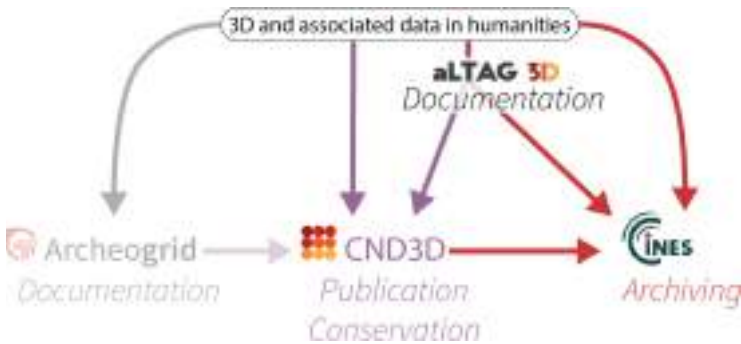 3D and associated data in humanities
aLTAG 3D
Documentation
Archeogrid
CND3D
CINES
Documentation
Publication
Archiving
Conservation